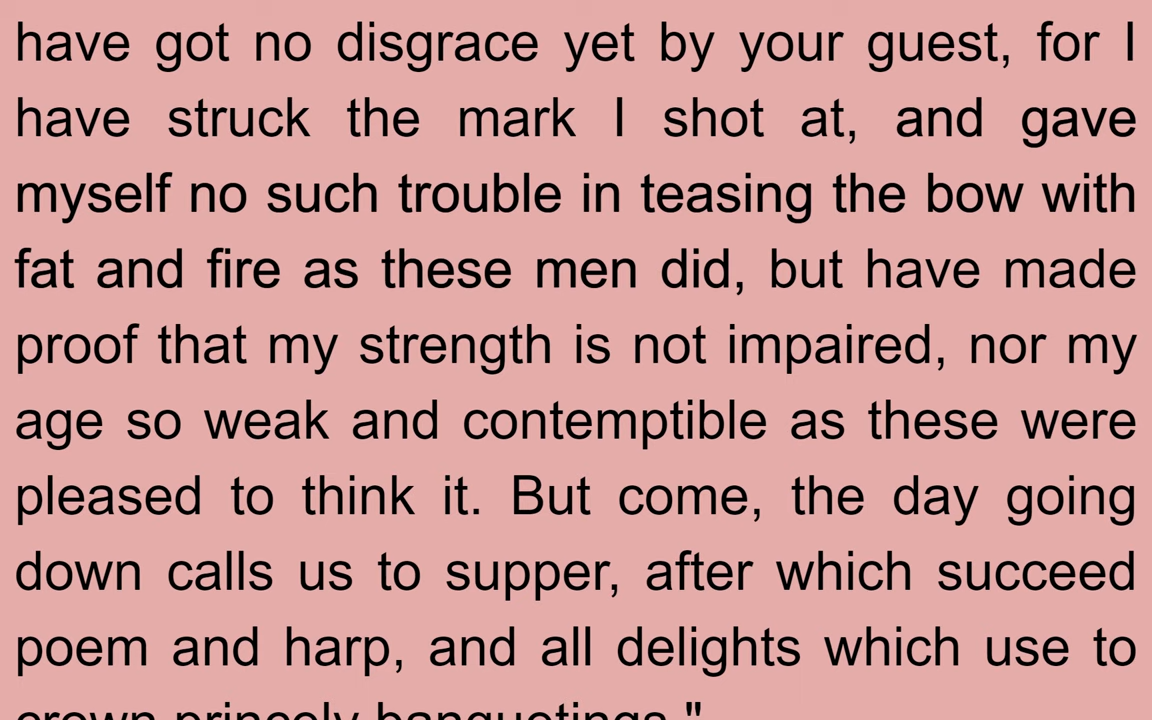 have got no disgrace yet by your guest, for I
have struck the mark I shot at, and gave
myself no such trouble in teasing the bow with
fat and fire as these men did, but have made
proof that my strength is not impaired, nor my
age so weak and contemptible as these were
pleased to think it. But come, the day going
down calls us to supper, after which succeed
poem and harp, and all delights which use to
crown princely banquetings."